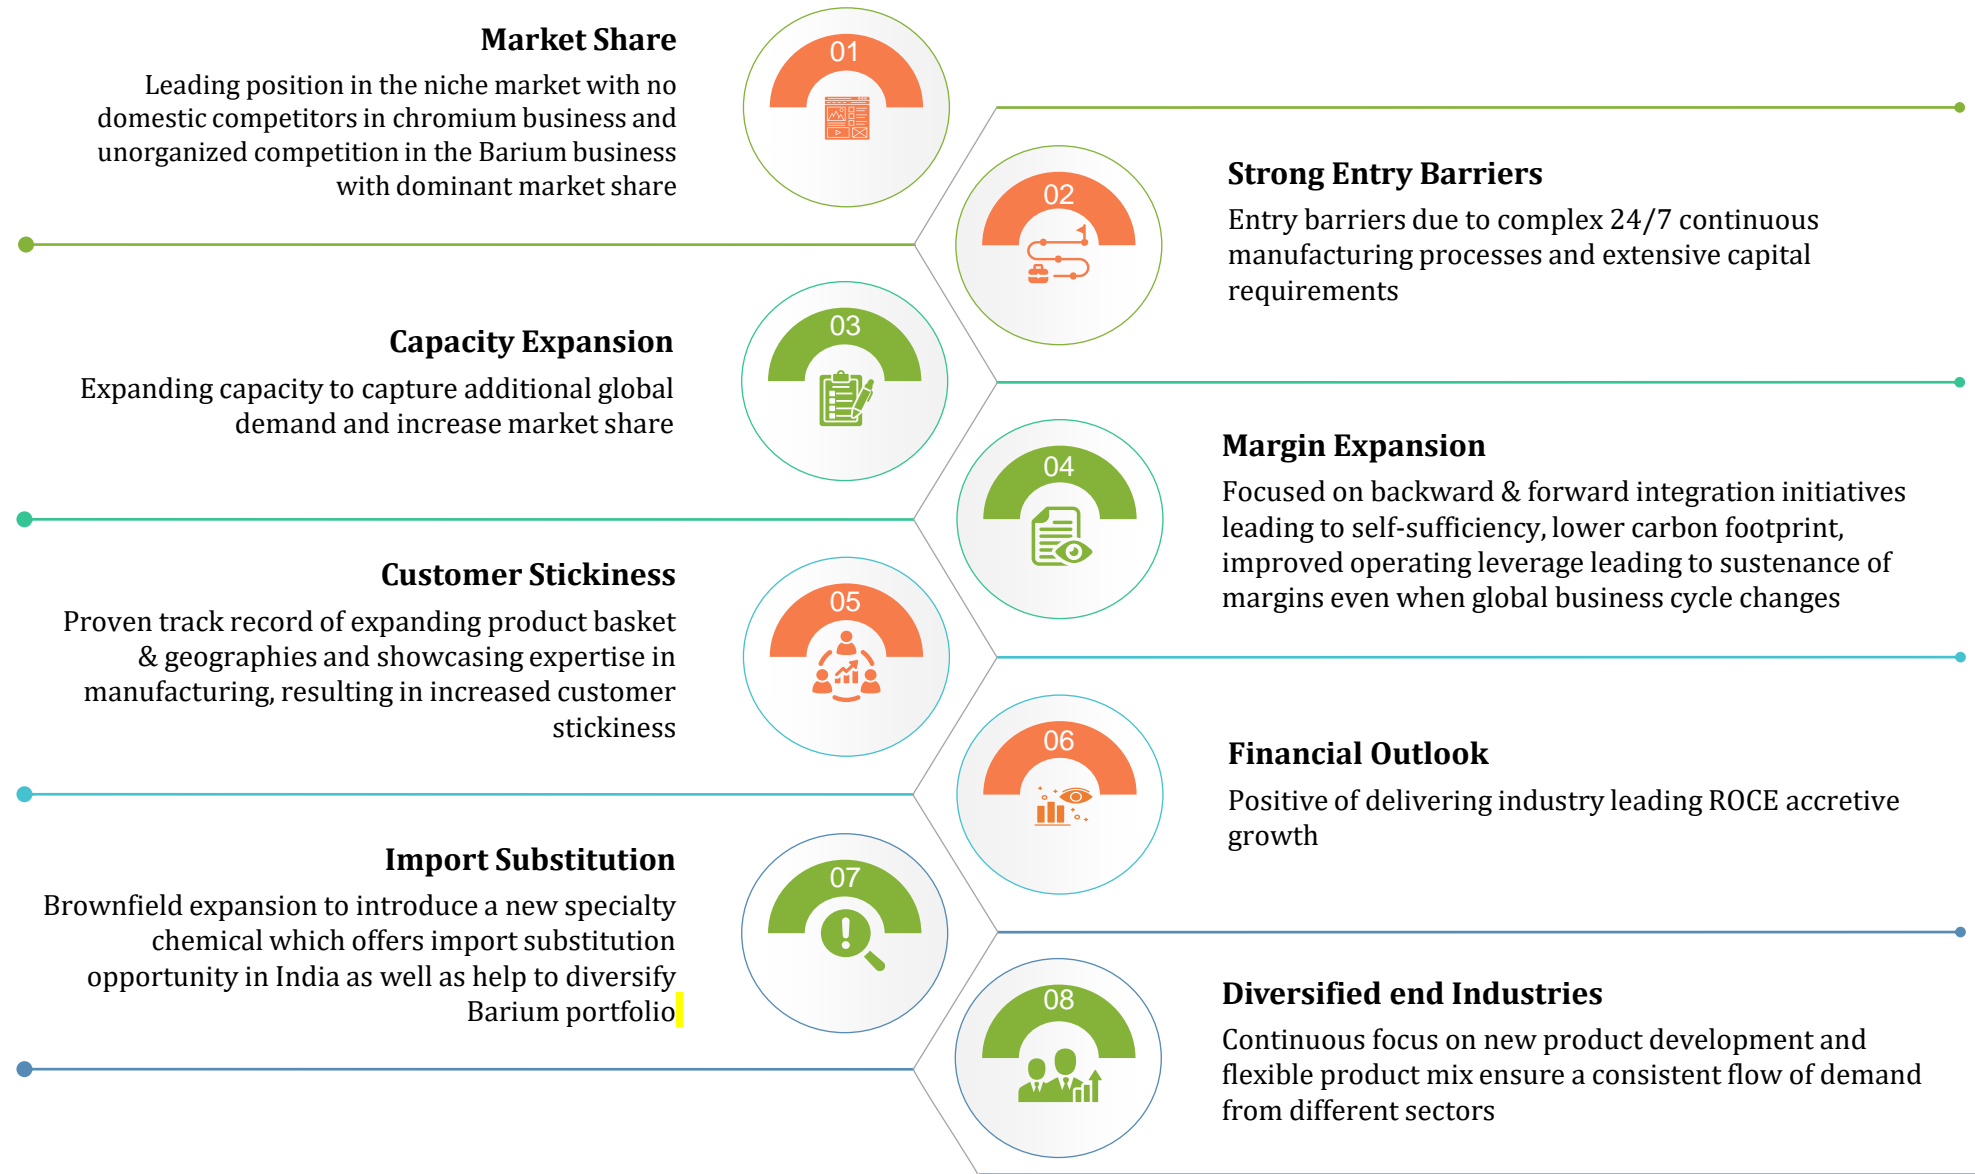 Market Share
01
Leading position in the niche market with no
domestic competitors in chromium business and
unorganized competition in the Barium business
with dominant market share
Strong Entry Barriers
02
Entry barriers due to complex 24/7 continuous
manufacturing processes and extensive capital
requirements
Capacity Expansion
03
Expanding capacity to capture additional global
demand and increase market share
Margin Expansion
04
Focused on backward & forward integration initiatives
leading to self-sufficiency, lower carbon footprint,
improved operating leverage leading to sustenance of
margins even when global business cycle changes
Customer Stickiness
05
Proven track record of expanding product basket
& geographies and showcasing expertise in
manufacturing, resulting in increased customer
stickiness
Financial Outlook
06
Positive of delivering industry leading ROCE accretive
growth
Import Substitution
07
Brownfield expansion to introduce a new specialty
chemical which offers import substitution
opportunity in India as well as help to diversify
Barium portfolio
Diversified end Industries
08
Continuous focus on new product development and
flexible product mix ensure a consistent flow of demand
from different sectors